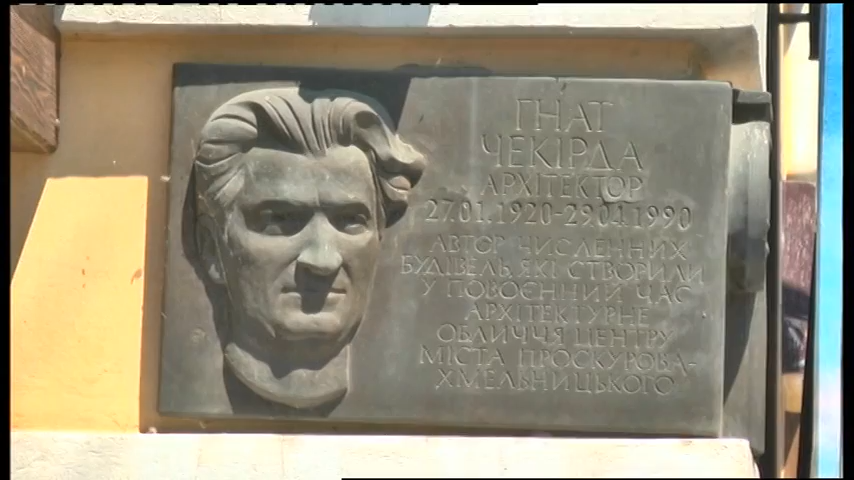 ГНАТ
ЧЕКІРДА
АРХІТЕКТОР
27.01.1920-29.01.1990
АВТОР ЧИСЛЕННИХ
БУДІВЕЛЬ, ЯКІ СТВОРИЛИ
У ПОВОЄННИЙ ЧАС
АРХІТЕКТУРНЕ
ОБЛИЧЧЯ ЦЕНТРУ
МІСТА ПРОСКУРОВА-
ХМЕЛЬНИЦЬКОГО